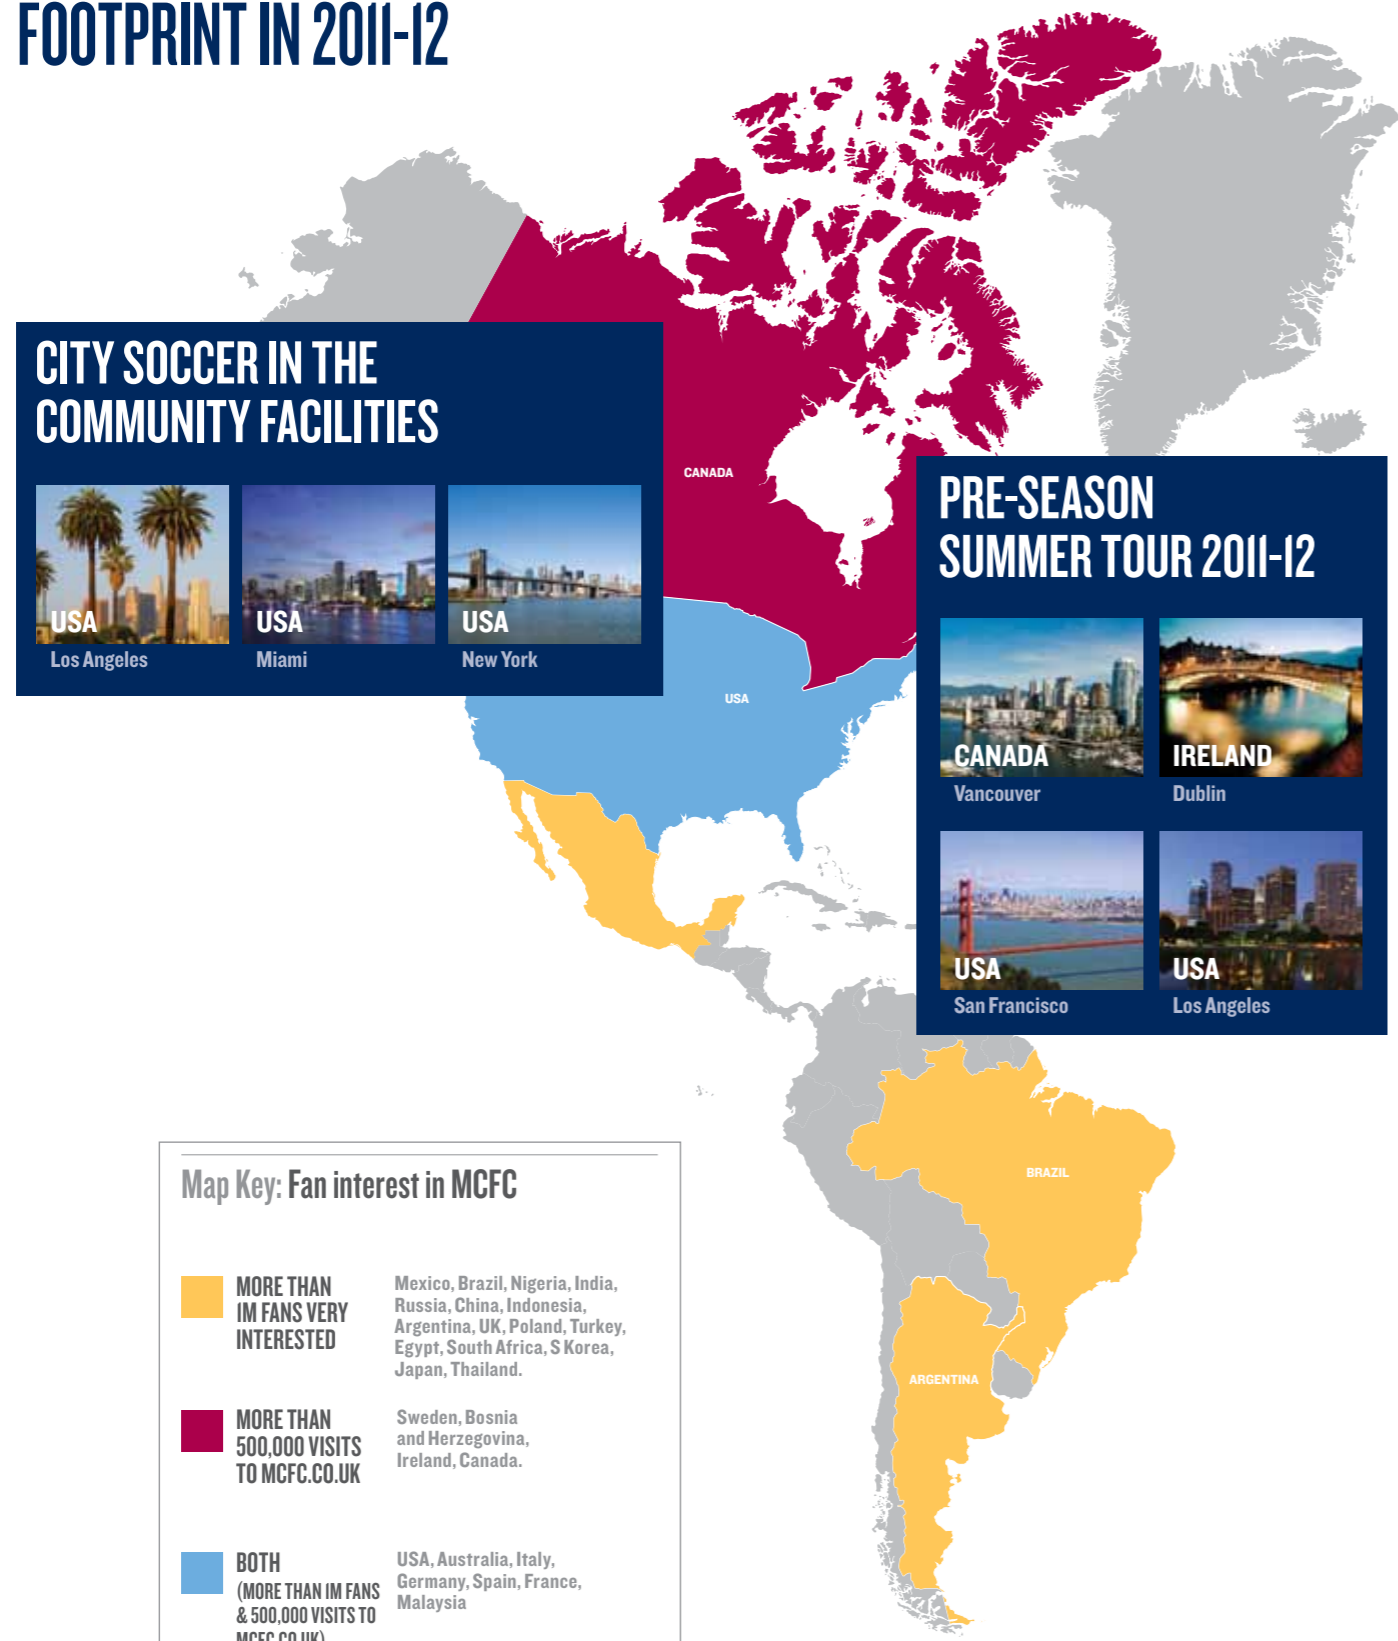 FOOTPRINT IN 2011-12
CITY SOCCER IN THE
COMMUNITY FACILITIES
USA
Los Angeles
USA
Miami
USA
New York
CANADA
USA
PRE-SEASON
SUMMER TOUR 2011-12
CANADA
Vancouver
IRELAND
Dublin
USA
San Francisco
USA
Los Angeles
BRAZIL
ARGENTINA
Map Key: Fan interest in MCFC
MORE THAN
1M FANS VERY
INTERESTED
Mexico, Brazil, Nigeria, India,
Russia, China, Indonesia,
Argentina, UK, Poland, Turkey,
Egypt, South Africa, S Korea,
Japan, Thailand.
MORE THAN
500,000 VISITS
TO MCFC.CO.UK
Sweden, Bosnia
and Herzegovina,
Ireland, Canada.
BOTH
(MORE THAN 1M FANS
& 500,000 VISITS TO
MCFC.CO.UK)
USA, Australia, Italy,
Germany, Spain, France,
Malaysia